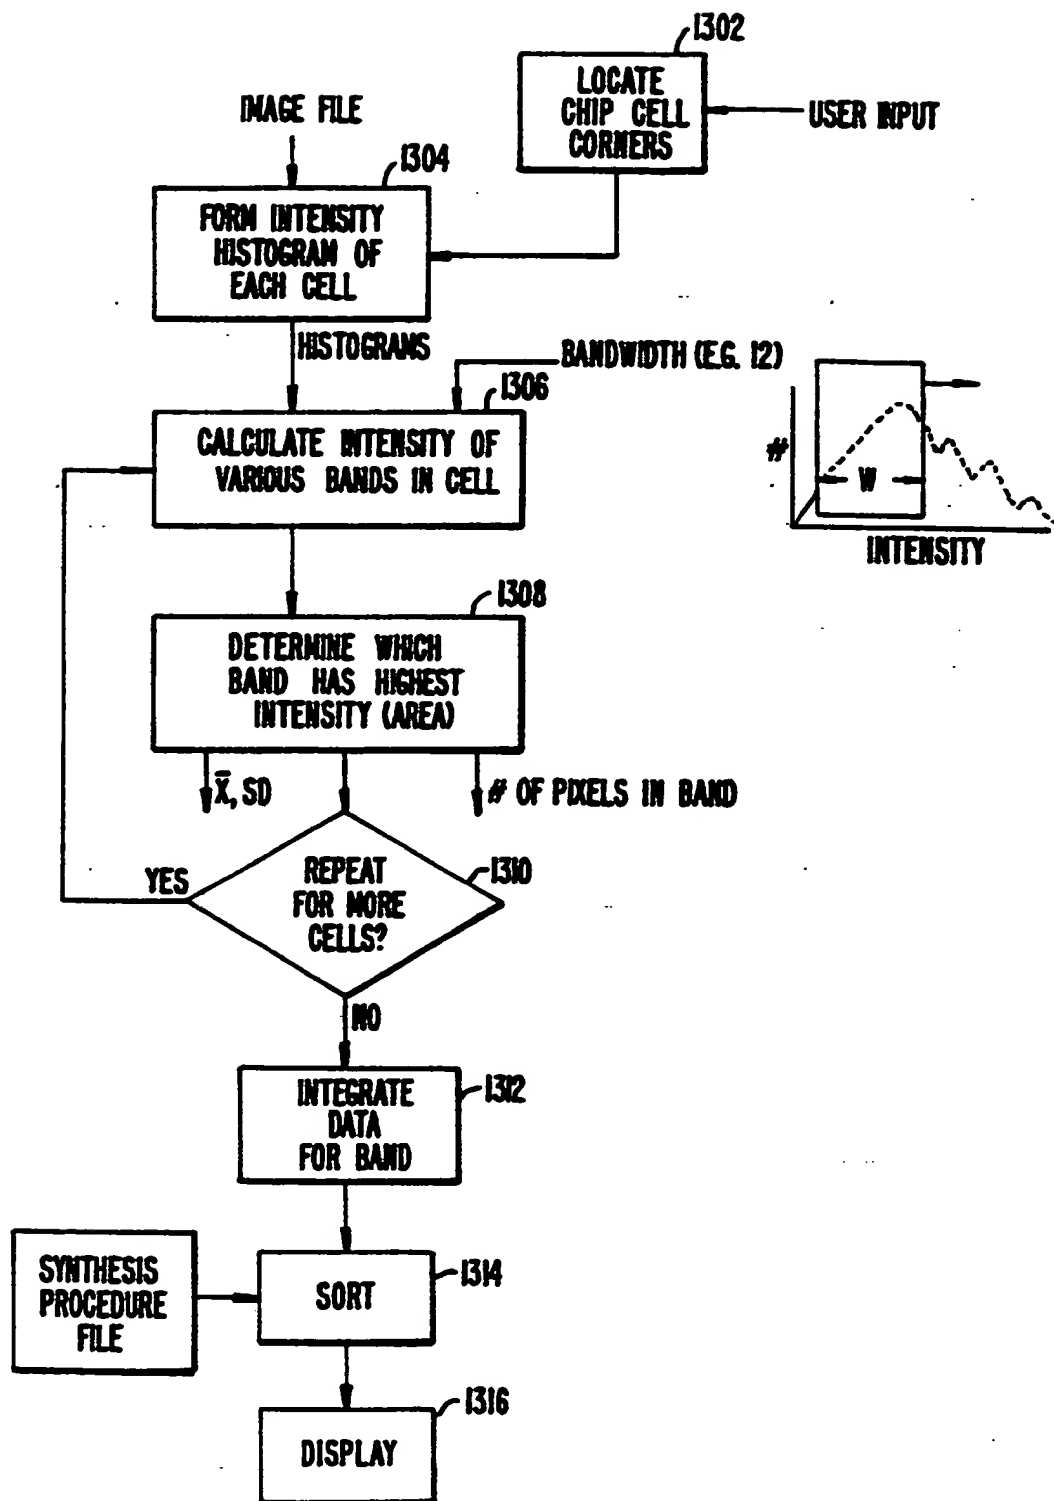 1302
LOCATE
CHIP CELL
CORNERS
USER INPUT
IMAGE FILE
1304
FORM INTENSITY
HISTOGRAM OF
EACH CELL
HISTOGRAMS
BANDWIDTH (E.G. 12)
1306
CALCULATE INTENSITY OF
VARIOUS BANDS IN CELL
#
W
INTENSITY
1308
DETERMINE WHICH
BAND HAS HIGHEST
INTENSITY (AREA)
X̄, SD
# OF PIXELS IN BAND
1310
REPEAT
FOR MORE
CELLS?
YES
NO
1312
INTEGRATE
DATA
FOR BAND
SYNTHESIS
PROCEDURE
FILE
1314
SORT
1316
DISPLAY